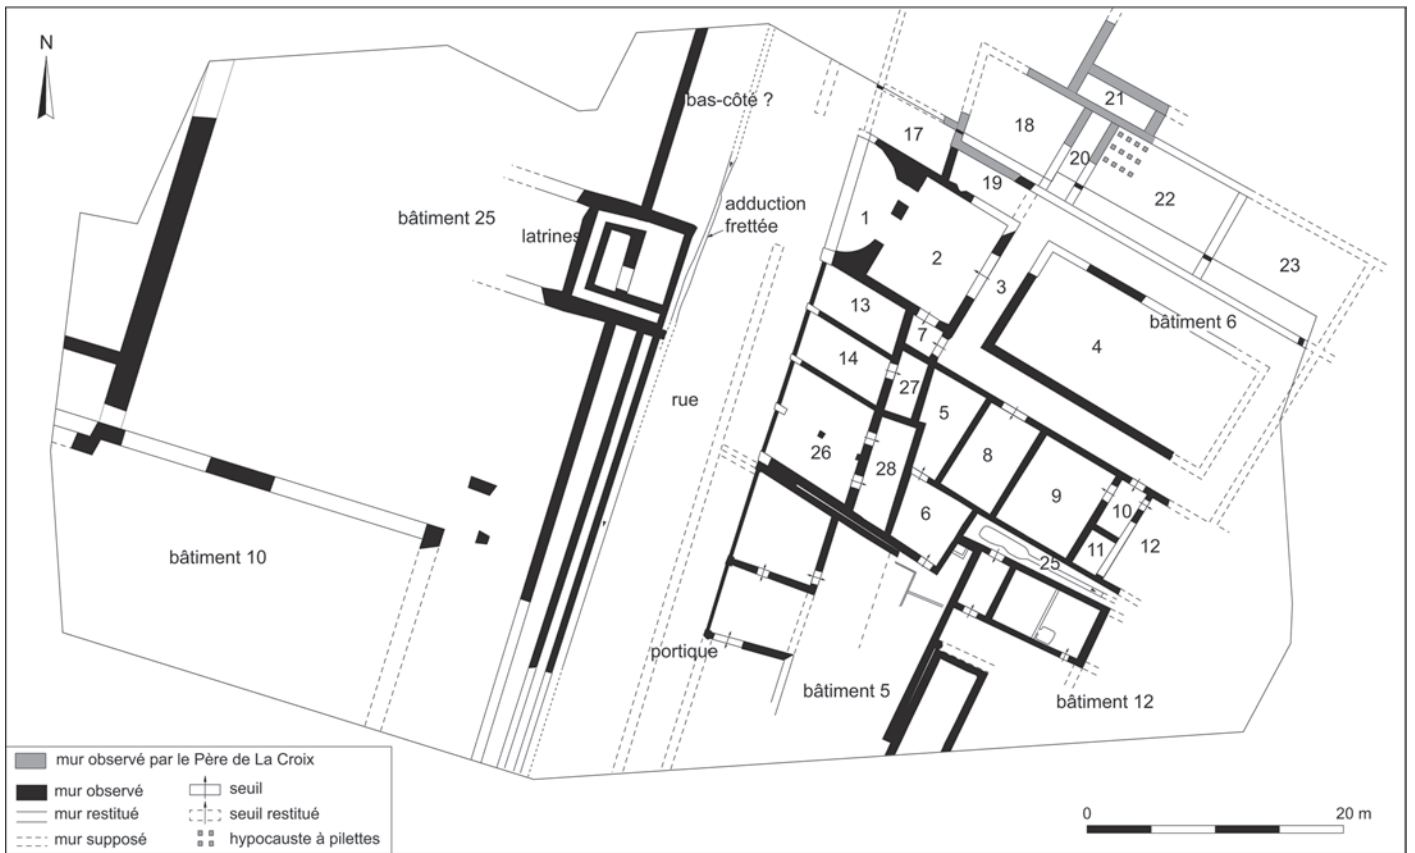 N
bas-côté ?
21
18
17
20
19
22
adduction
frettée
bâtiment 25
latrines
1
2
3
23
13
7
bâtiment 6
4
14
27
rue
5
8
26
28
9
6
10
11
12
25
bâtiment 10
portique
bâtiment 5
bâtiment 12
mur observé par le Père de La Croix
mur observé
seuil
mur restitué
seuil restitué
mur supposé
hypocauste à pilettes
0
20 m